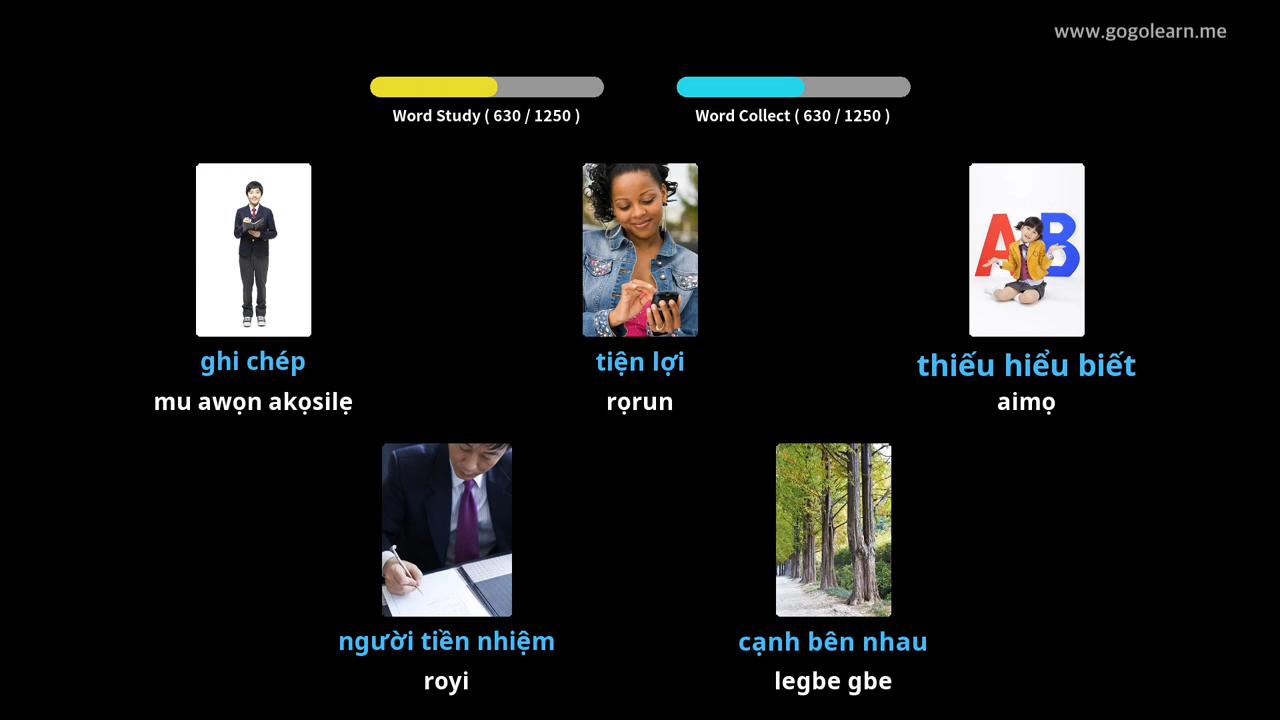 www.gogolearn.me
Word Study ( 630 / 1250 )
Word Collect ( 630 / 1250 )
ghi chép
mu awọn akọsilẹ
tiện lợi
rọrun
thiếu hiểu biết
aimọ
người tiền nhiệm
royi
cạnh bên nhau
legbe gbe